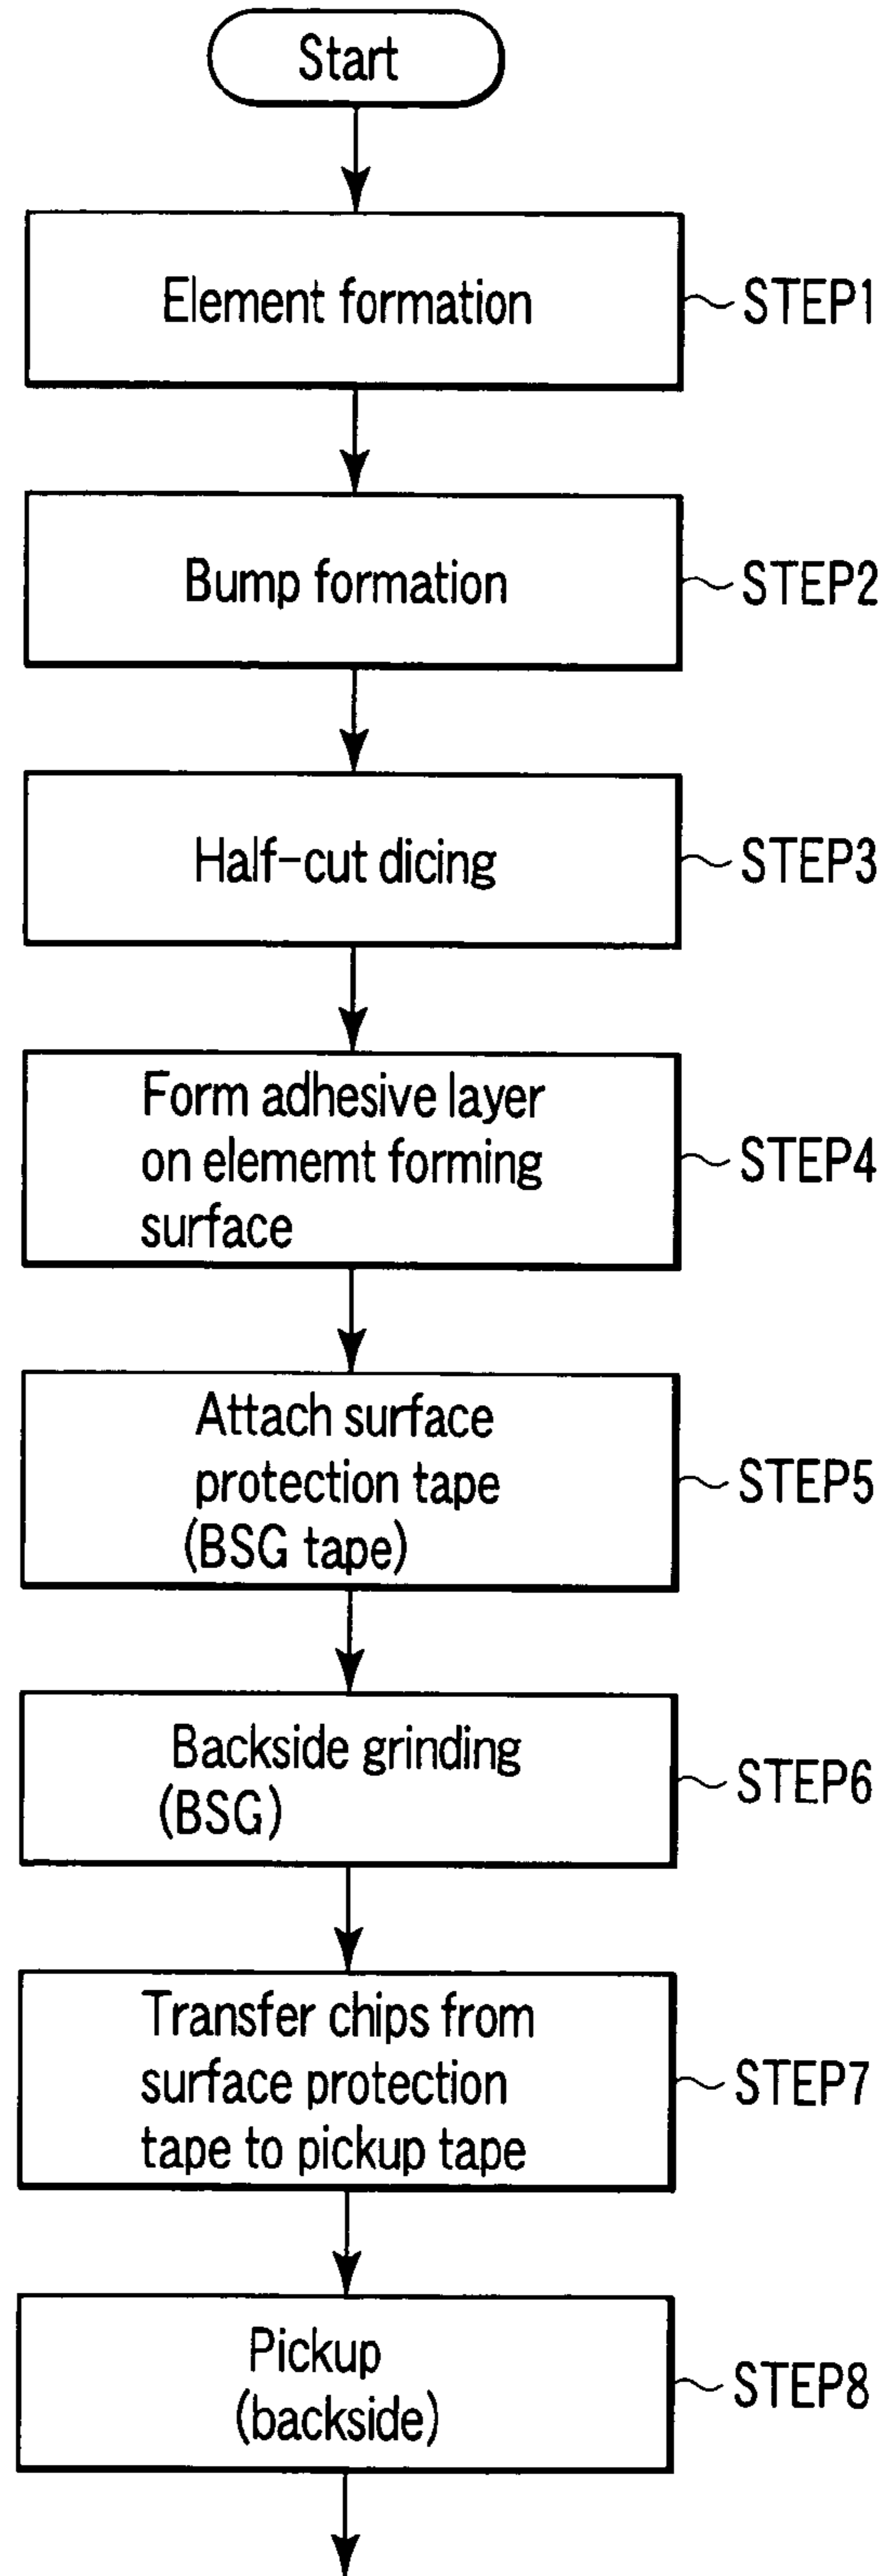 Start
Element formation
STEP1
Bump formation
STEP2
Half-cut dicing
STEP3
Form adhesive layer
on elememt forming
surface
STEP4
Attach surface
protection tape
(BSG tape)
STEP5
Backside grinding
(BSG)
STEP6
Transfer chips from
surface protection
tape to pickup tape
STEP7
Pickup
(backside)
STEP8